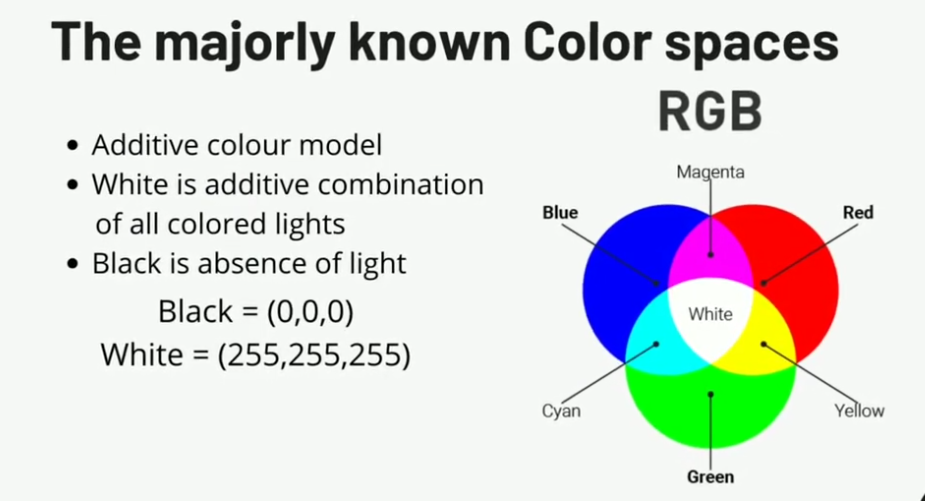 The majorly known Color spaces
RGB
• Additive colour model
• White is additive combination
of all colored lights
• Black is absence of light
Black = (0,0,0)
White = (255,255,255)
Magenta
Blue
Red
White
Cyan
Yellow
Green